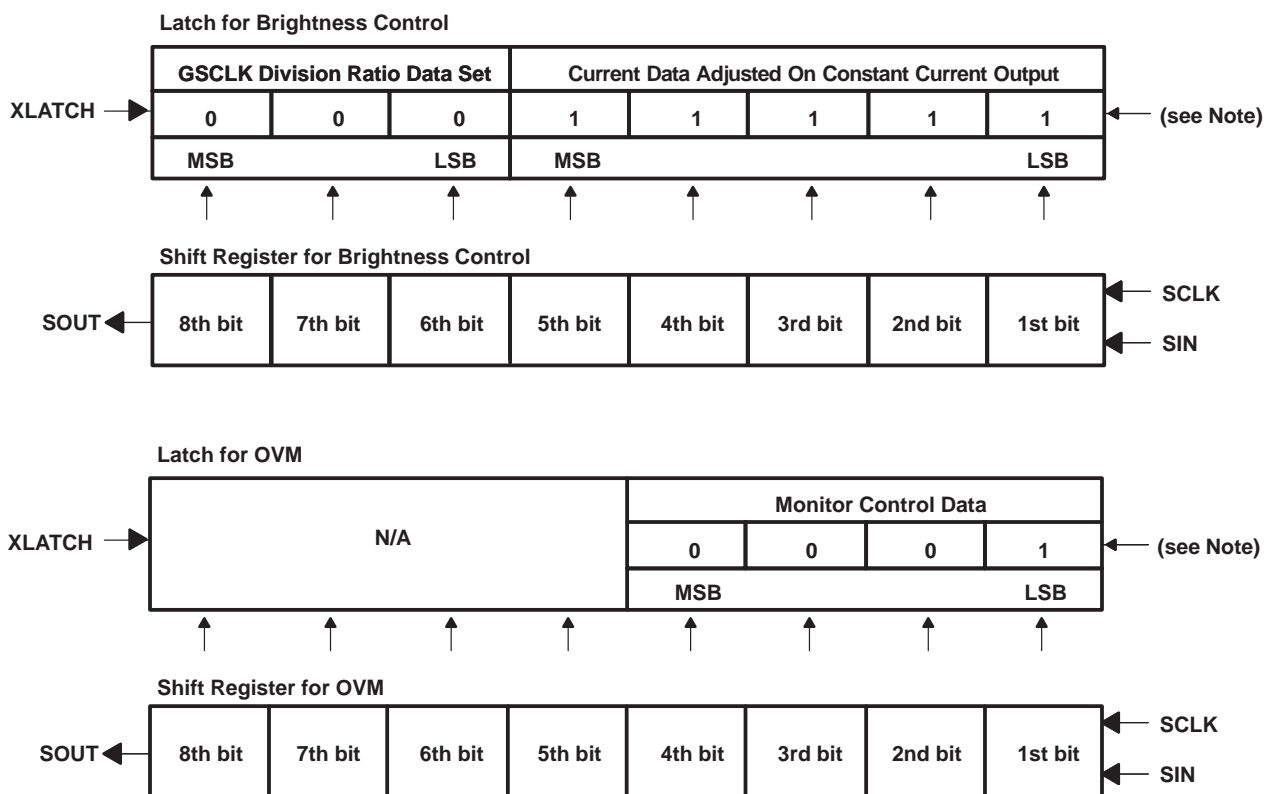 Latch for Brightness Control
GSCLK Division Ratio Data Set Current Data Adjusted On Constant Current Output
XLATCH 0 0 0 1 1 1 1 1 (see Note)
MSB LSB MSB LSB
Shift Register for Brightness Control
SCLK
SOUT 8th bit 7th bit 6th bit 5th bit 4th bit 3rd bit 2nd bit 1st bit
SIN
Latch for OVM
Monitor Control Data
XLATCH N/A 0 0 0 1 (see Note)
MSB LSB
Shift Register for OVM
SCLK
SOUT 8th bit 7th bit 6th bit 5th bit 4th bit 3rd bit 2nd bit 1st bit
SIN